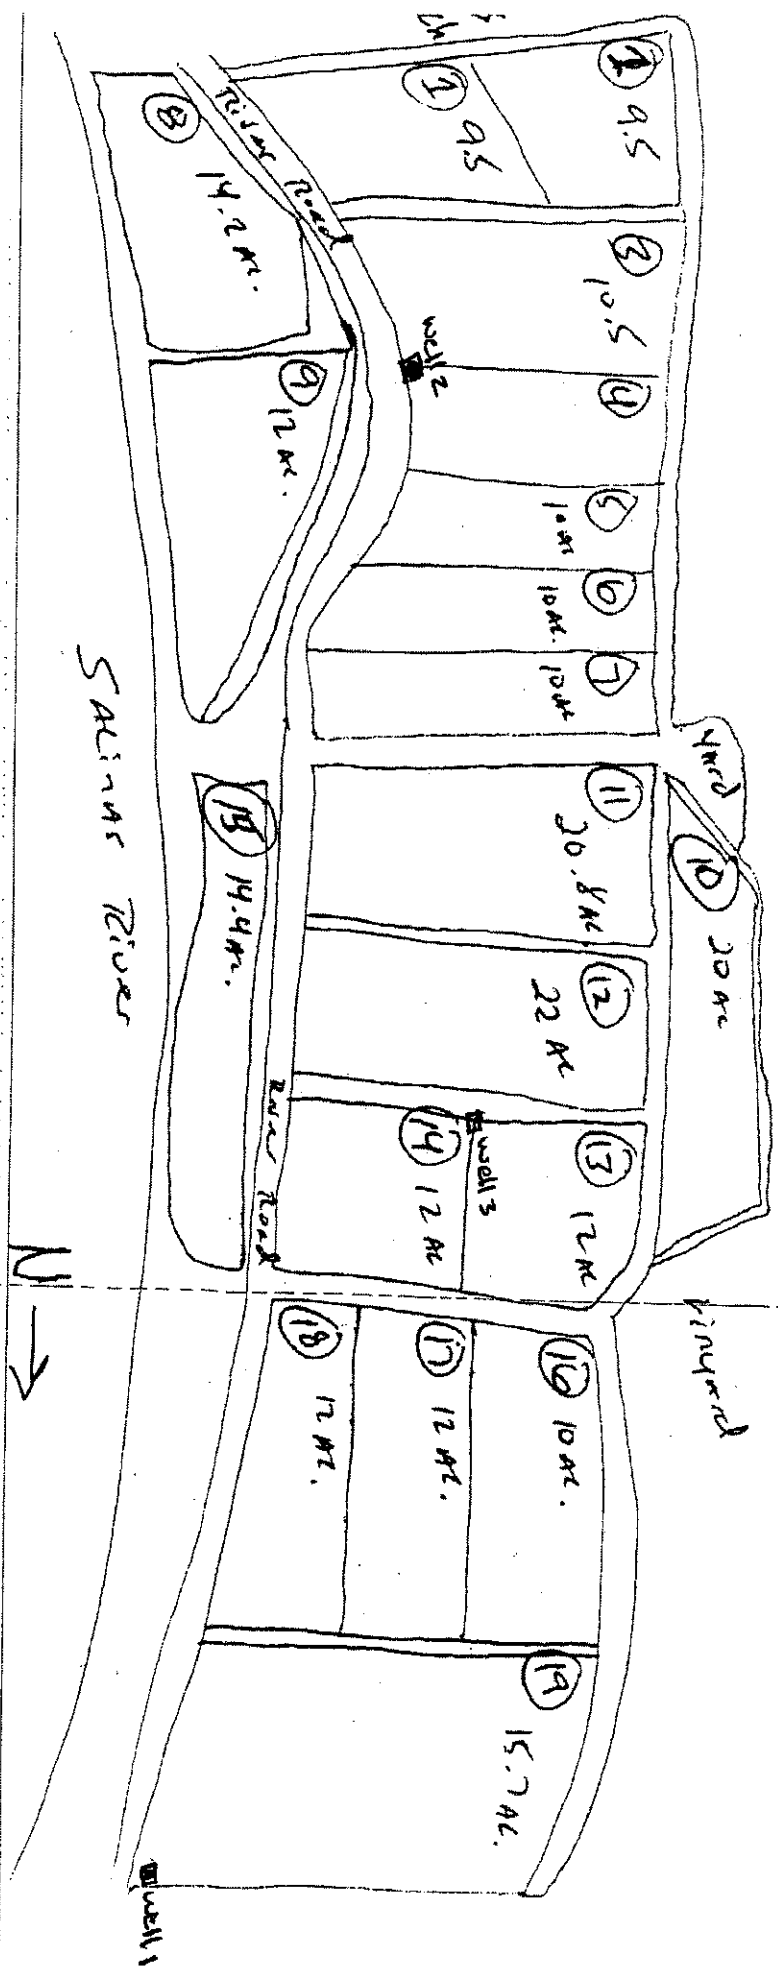 1
9.5
1
9.5
3
10.5
4
5
10 AC
6
10 AC.
7
10 AC
River Road
well 2
8
14.2 AC.
9
12 AC.
yard
10
20 AC
11
20.8 AC
12
22 AC
13
12 AC
14
12 AC
well 3
15
14.4 AC.
River Road
Salinas River
N
vinyard
16
10 AC.
17
12 AC.
18
12 AC.
19
15.7 AC.
well 1